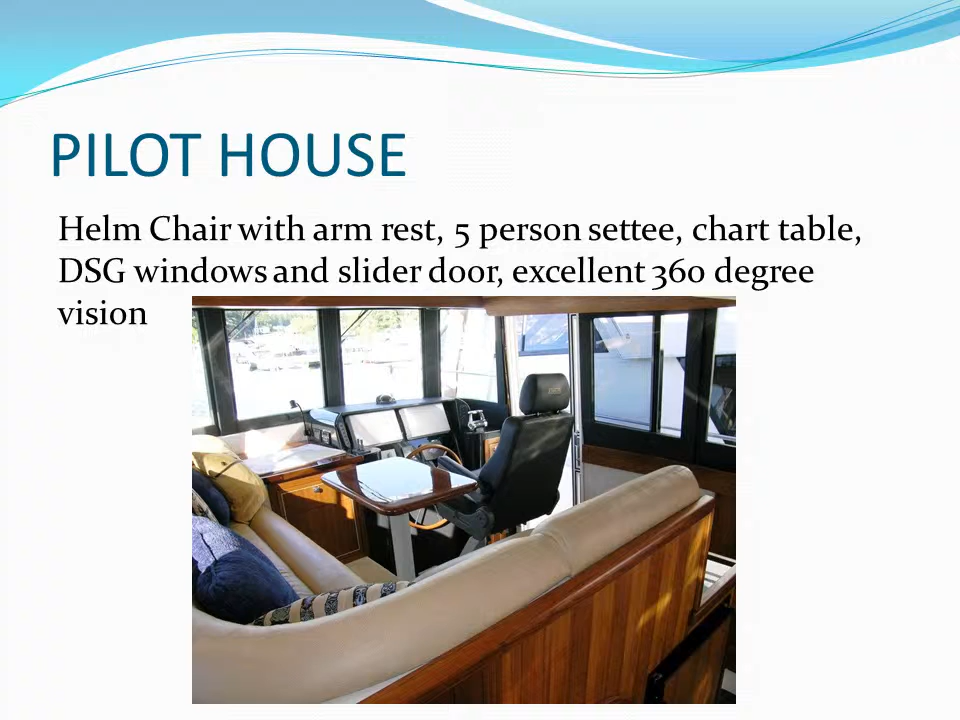 PILOT HOUSE
Helm Chair with arm rest, 5 person settee, chart table,
DSG windows and slider door, excellent 360 degree
vision